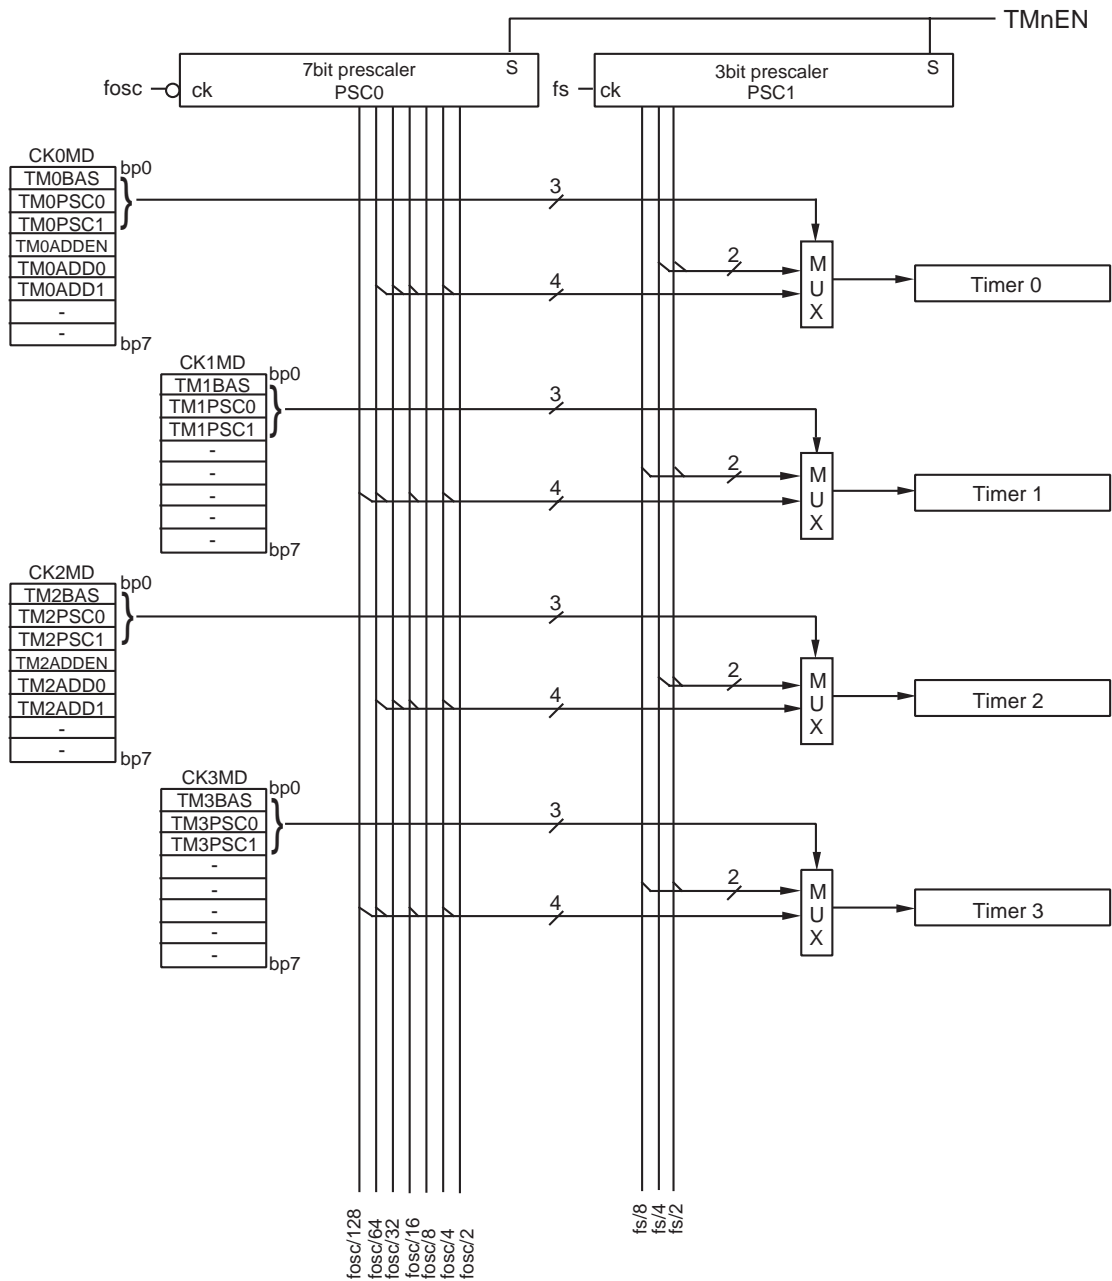 TMnEN
7bit prescaler
PSC0
S
fosc
ck
3bit prescaler
PSC1
S
fs
ck
CK0MD
bp0
TM0BAS
TM0PSC0
TM0PSC1
TM0ADDEN
TM0ADD0
TM0ADD1
-
-
bp7
3
2
4
M
U
X
Timer 0
CK1MD
bp0
TM1BAS
TM1PSC0
TM1PSC1
-
-
-
-
-
bp7
3
2
4
M
U
X
Timer 1
CK2MD
bp0
TM2BAS
TM2PSC0
TM2PSC1
TM2ADDEN
TM2ADD0
TM2ADD1
-
-
bp7
3
2
4
M
U
X
Timer 2
CK3MD
bp0
TM3BAS
TM3PSC0
TM3PSC1
-
-
-
-
-
bp7
3
2
4
M
U
X
Timer 3
fosc/128
fosc/64
fosc/32
fosc/16
fosc/8
fosc/4
fosc/2
fs/8
fs/4
fs/2